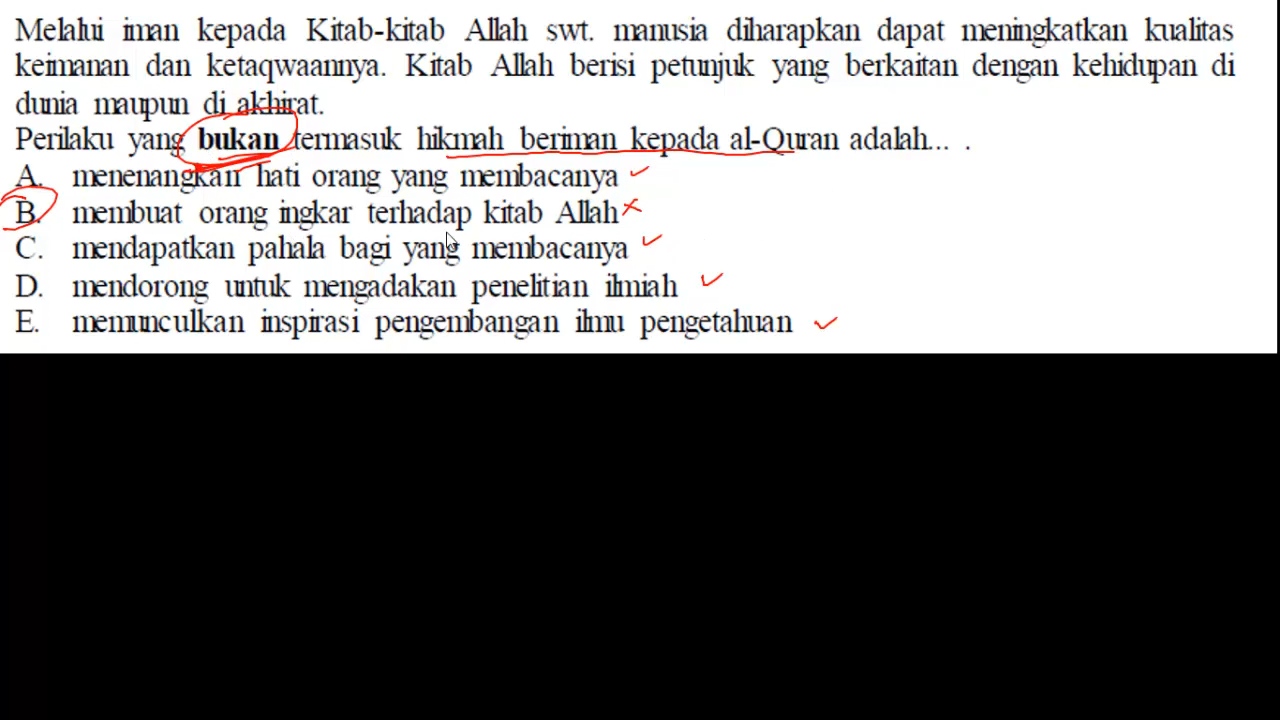 Melalui iman kepada Kitab-kitab Allah swt. manusia diharapkan dapat meningkatkan kualitas
keimanan dan ketaqwaannya. Kitab Allah berisi petunjuk yang berkaitan dengan kehidupan di
dunia maupun di akhirat.
Perilaku yang bukan termasuk hikmah beriman kepada al-Quran adalah... .
A. menenangkan hati orang yang membacanya
B. membuat orang ingkar terhadap kitab Allah
C. mendapatkan pahala bagi yang membacanya
D. mendorong untuk mengadakan penelitian ilmiah
E. memunculkan inspirasi pengembangan ilmu pengetahuan